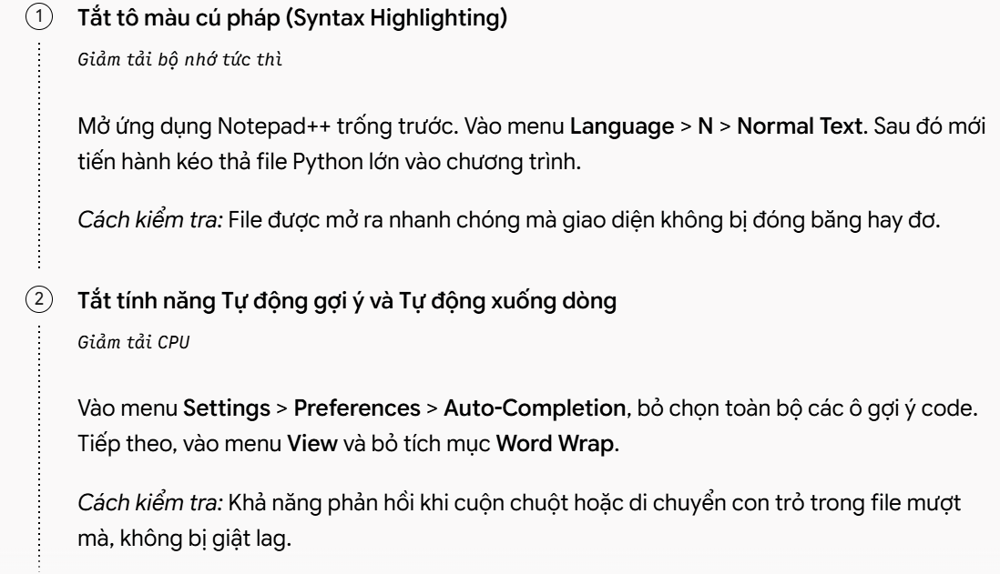 1 Tắt tô màu cú pháp (Syntax Highlighting)
Giảm tải bộ nhớ tức thì
Mở ứng dụng Notepad++ trống trước. Vào menu Language > N > Normal Text. Sau đó mới
tiến hành kéo thả file Python lớn vào chương trình.
Cách kiểm tra: File được mở ra nhanh chóng mà giao diện không bị đóng băng hay đơ.
2 Tắt tính năng Tự động gợi ý và Tự động xuống dòng
Giảm tải CPU
Vào menu Settings > Preferences > Auto-Completion, bỏ chọn toàn bộ các ô gợi ý code.
Tiếp theo, vào menu View và bỏ tích mục Word Wrap.
Cách kiểm tra: Khả năng phản hồi khi cuộn chuột hoặc di chuyển con trỏ trong file mượt
mà, không bị giật lag.